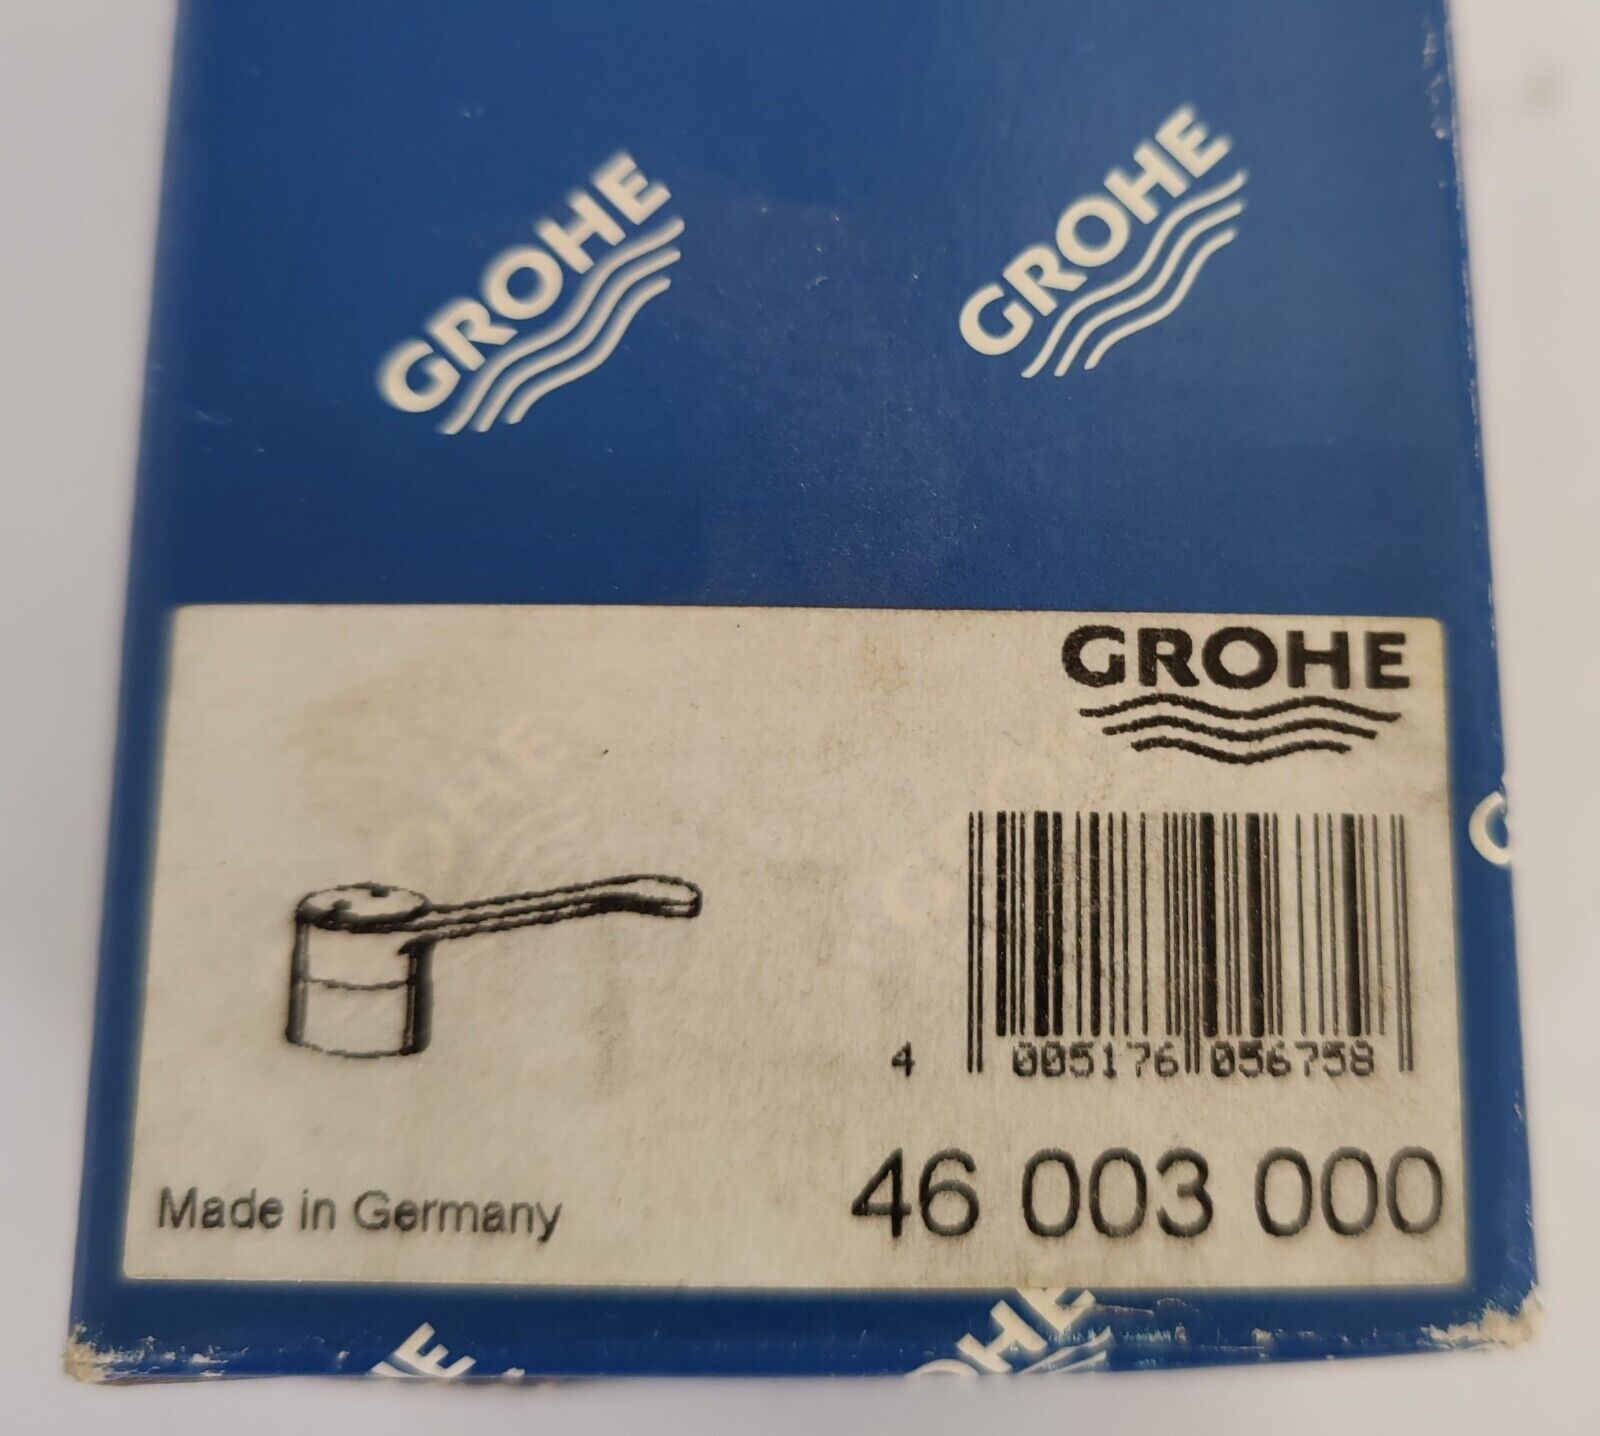 GROHE
GROHE
GROHE
4 005176 056758
46 003 000
Made in Germany